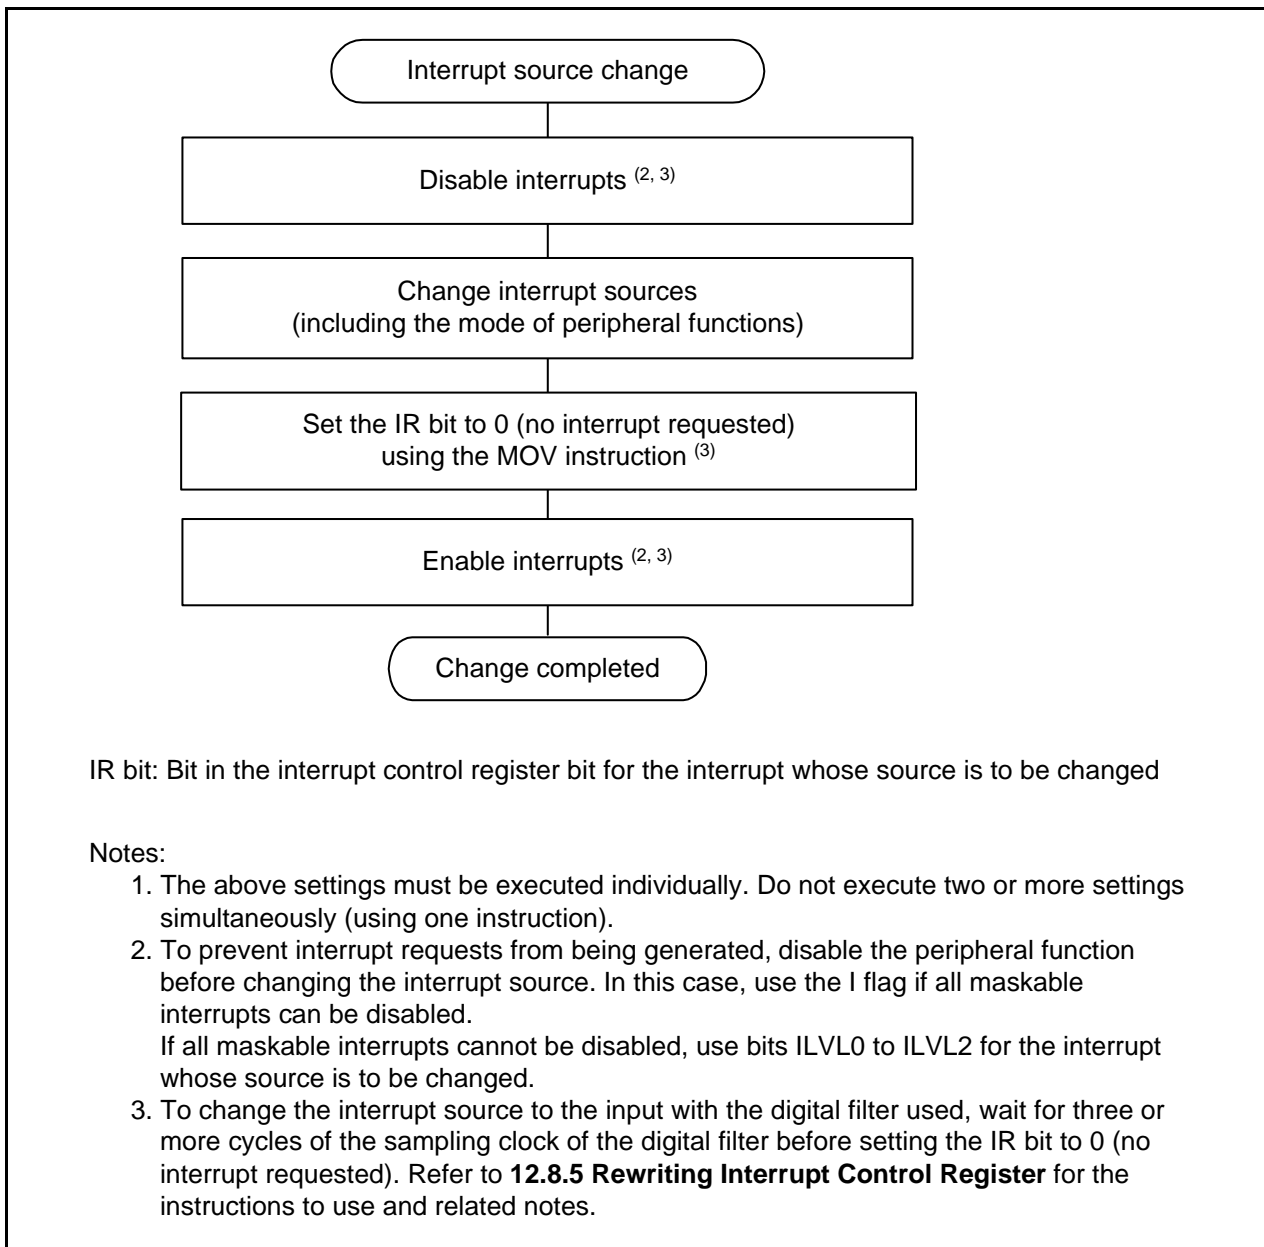 Interrupt source change
Disable interrupts (2, 3)
Change interrupt sources
(including the mode of peripheral functions)
Set the IR bit to 0 (no interrupt requested)
using the MOV instruction (3)
Enable interrupts (2, 3)
Change completed
IR bit: Bit in the interrupt control register bit for the interrupt whose source is to be changed
Notes:
1. The above settings must be executed individually. Do not execute two or more settings
simultaneously (using one instruction).
2. To prevent interrupt requests from being generated, disable the peripheral function
before changing the interrupt source. In this case, use the I flag if all maskable
interrupts can be disabled.
If all maskable interrupts cannot be disabled, use bits ILVL0 to ILVL2 for the interrupt
whose source is to be changed.
3. To change the interrupt source to the input with the digital filter used, wait for three or
more cycles of the sampling clock of the digital filter before setting the IR bit to 0 (no
interrupt requested). Refer to 12.8.5 Rewriting Interrupt Control Register for the
instructions to use and related notes.